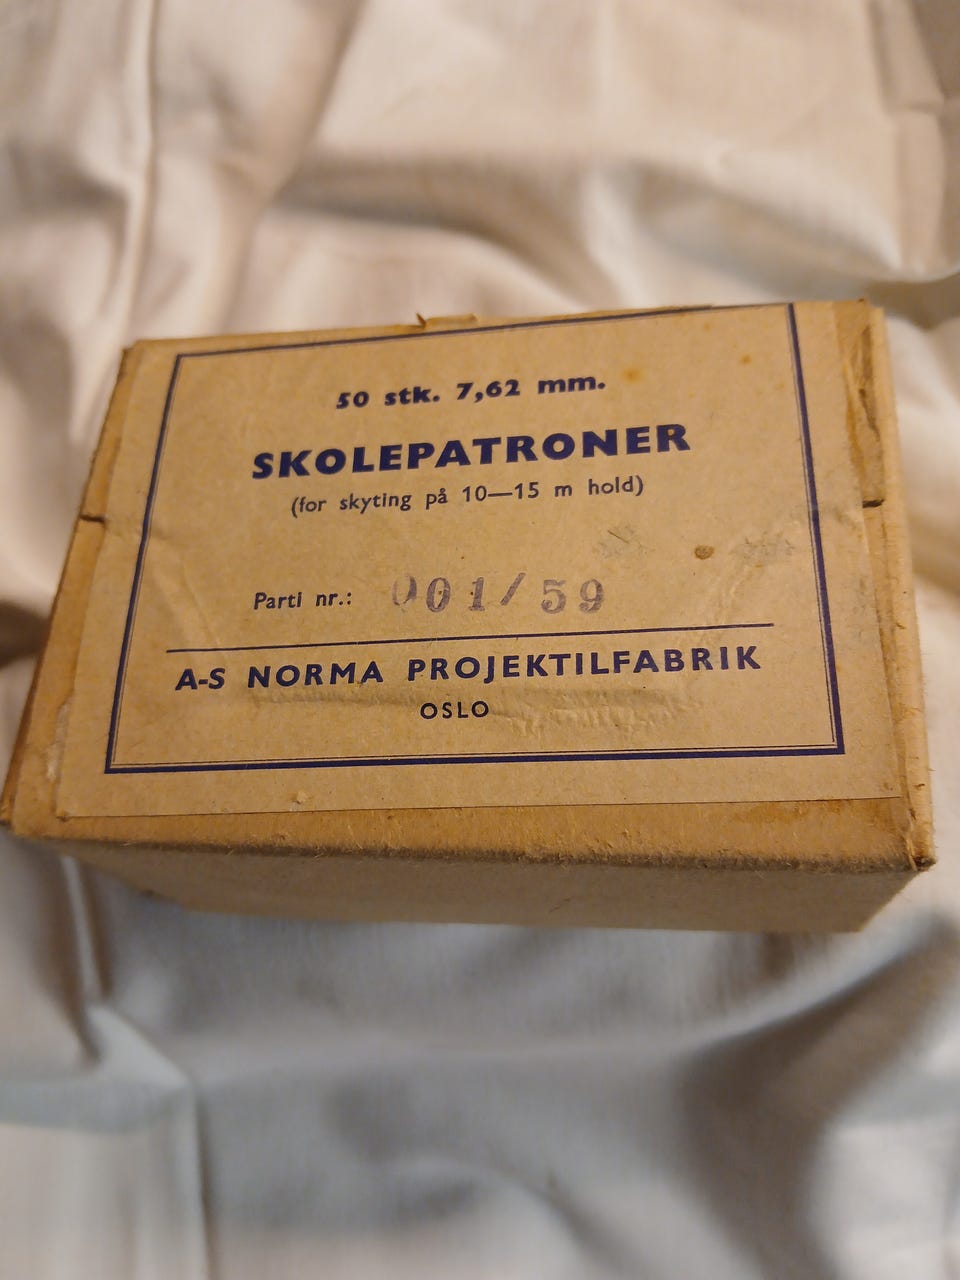 50 stk. 7,62 mm.
SKOLEPATRONER
(for skyting på 10—15 m hold)
Parti nr.: 001/59
A-S NORMA PROJEKTILFABRIK
OSLO